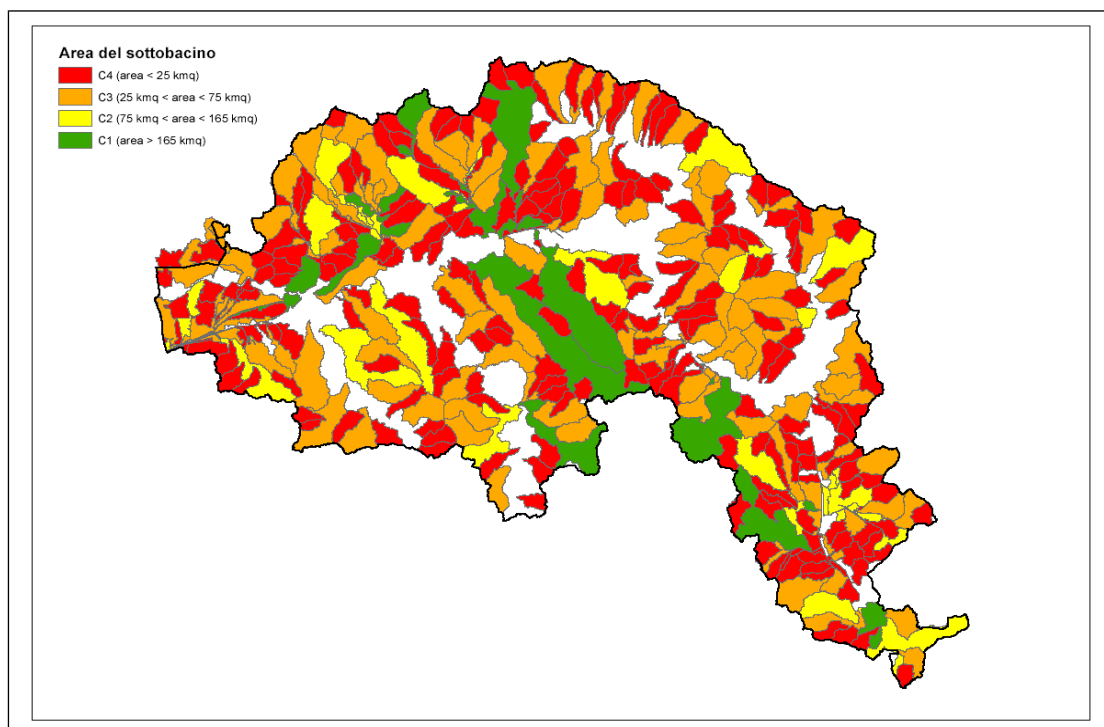 Area del sottobacino
C4 (area < 25 kmq)
C3 (25 kmq < area < 75 kmq)
C2 (75 kmq < area < 165 kmq)
C1 (area > 165 kmq)